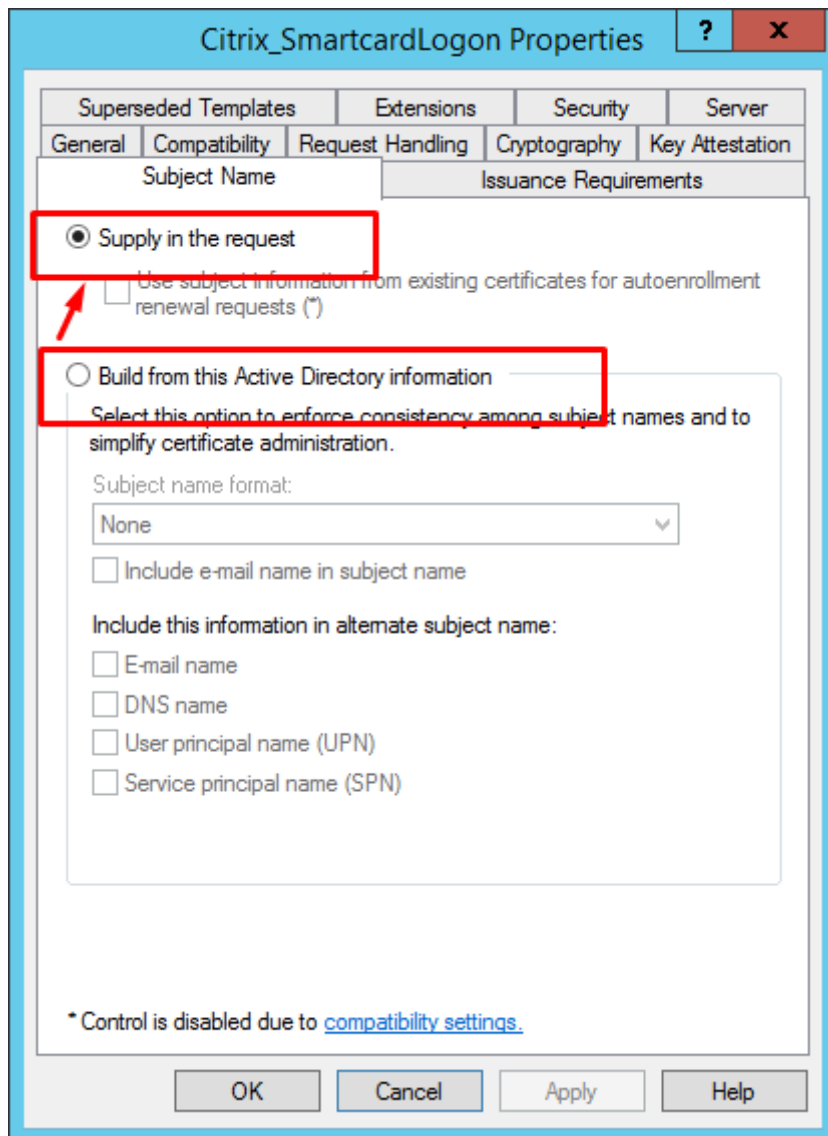 Citrix_SmartcardLogon Properties
?
x
Superseded Templates
Extensions
Security
Server
General
Compatibility
Request Handling
Cryptography
Key Attestation
Subject Name
Issuance Requirements
Supply in the request
Use subject information from existing certificates for autoenrollment
renewal requests (*)
Build from this Active Directory information
Select this option to enforce consistency among subject names and to
simplify certificate administration.
Subject name format:
None
Include e-mail name in subject name
Include this information in alternate subject name:
E-mail name
DNS name
User principal name (UPN)
Service principal name (SPN)
* Control is disabled due to compatibility settings.
OK
Cancel
Apply
Help